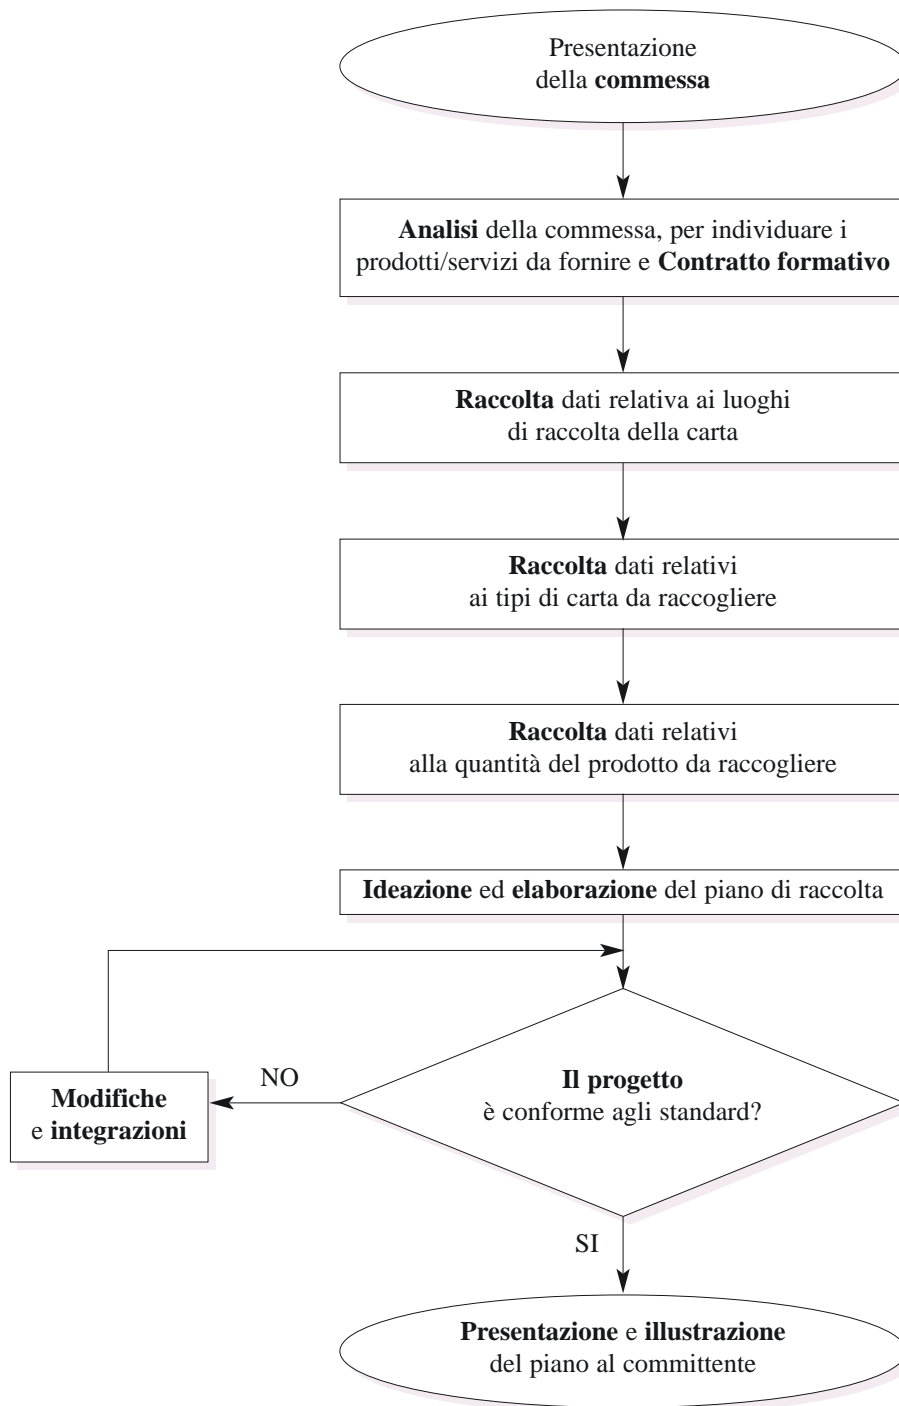 Presentazione
della commessa
Analisi della commessa, per individuare i
prodotti/servizi da fornire e Contratto formativo
Raccolta dati relativa ai luoghi
di raccolta della carta
Raccolta dati relativi
ai tipi di carta da raccogliere
Raccolta dati relativi
alla quantità del prodotto da raccogliere
Ideazione ed elaborazione del piano di raccolta
Il progetto
è conforme agli standard?
NO
Modifiche
e integrazioni
SI
Presentazione e illustrazione
del piano al committente